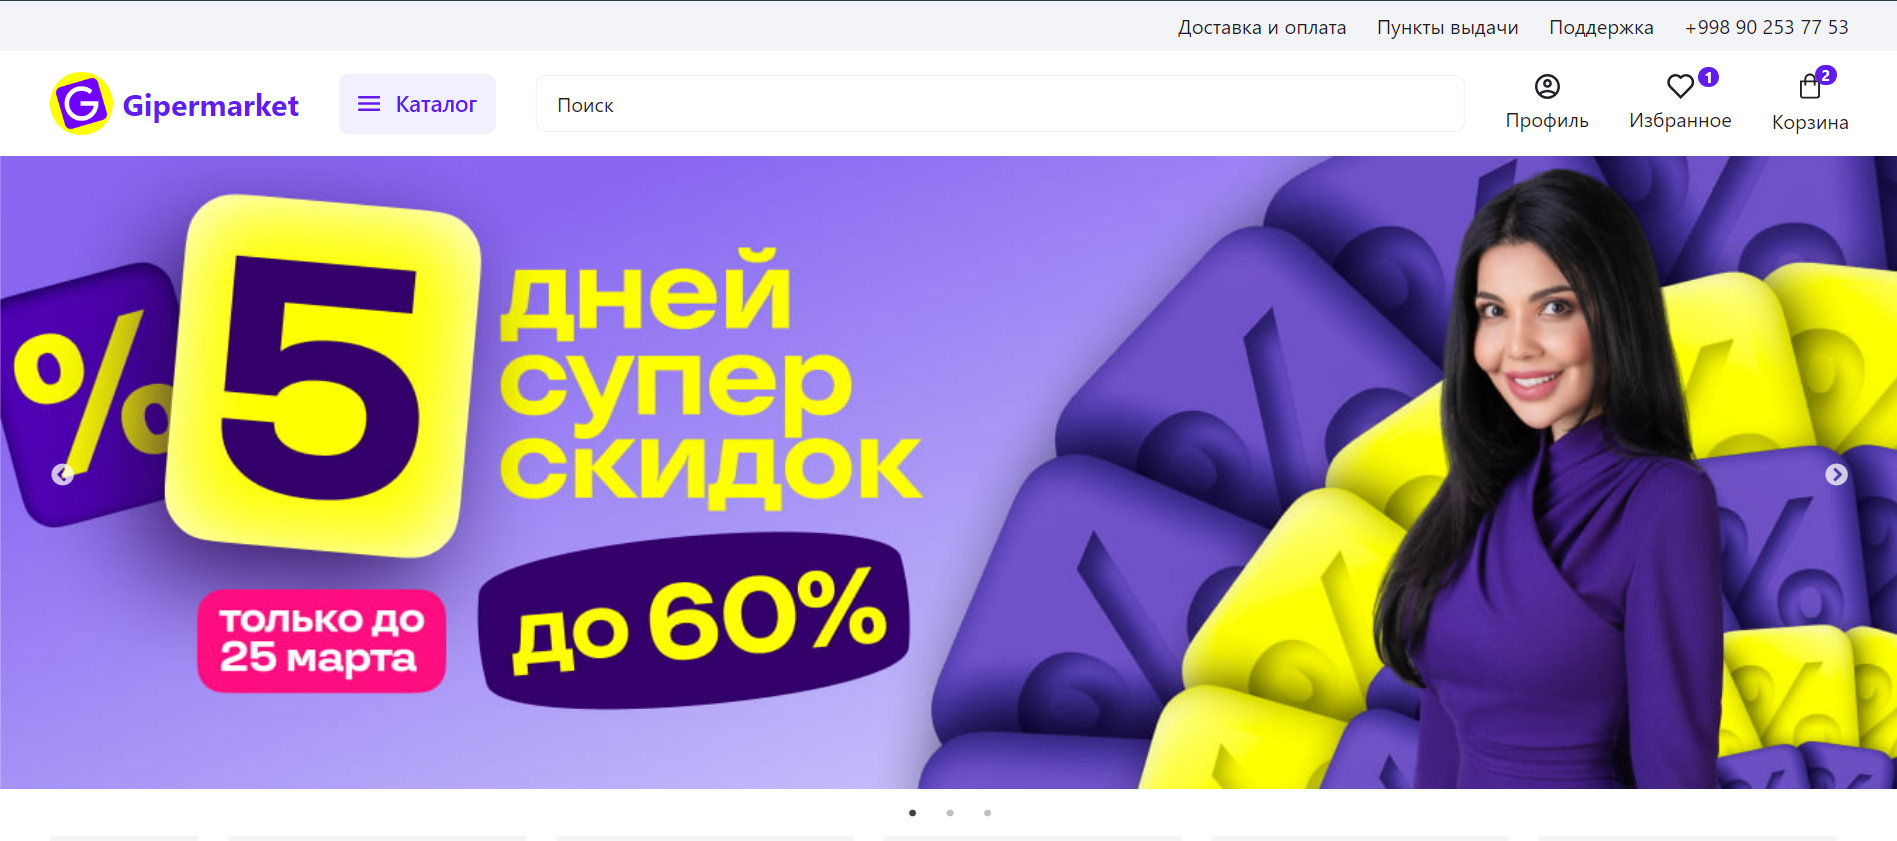 Доставка и оплата Пункты выдачи Поддержка +998 90 253 77 53
G Gipermarket
Каталог
Поиск
Профиль
1
Избранное
2
Корзина
% 5
дней
супер
скидок
до 60%
только до
25 марта